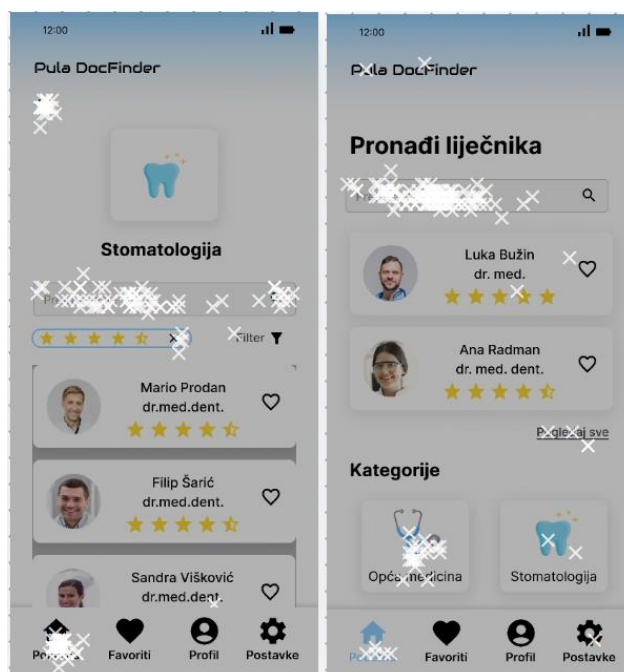 12:00
Pula DocFinder
Stomatologija
Filter
Mario Prodan
dr.med.dent.
Filip Šarić
dr.med.dent.
Sandra Višković
dr.med.dent.
Favoriti Profil Postavke
12:00
Pula DocFinder
Pronađi liječnika
Luka Bužin
dr. med.
Ana Radman
dr. med. dent.
Pogledaj sve
Kategorije
Opća medicina Stomatologija
Favoriti Profil Postavke